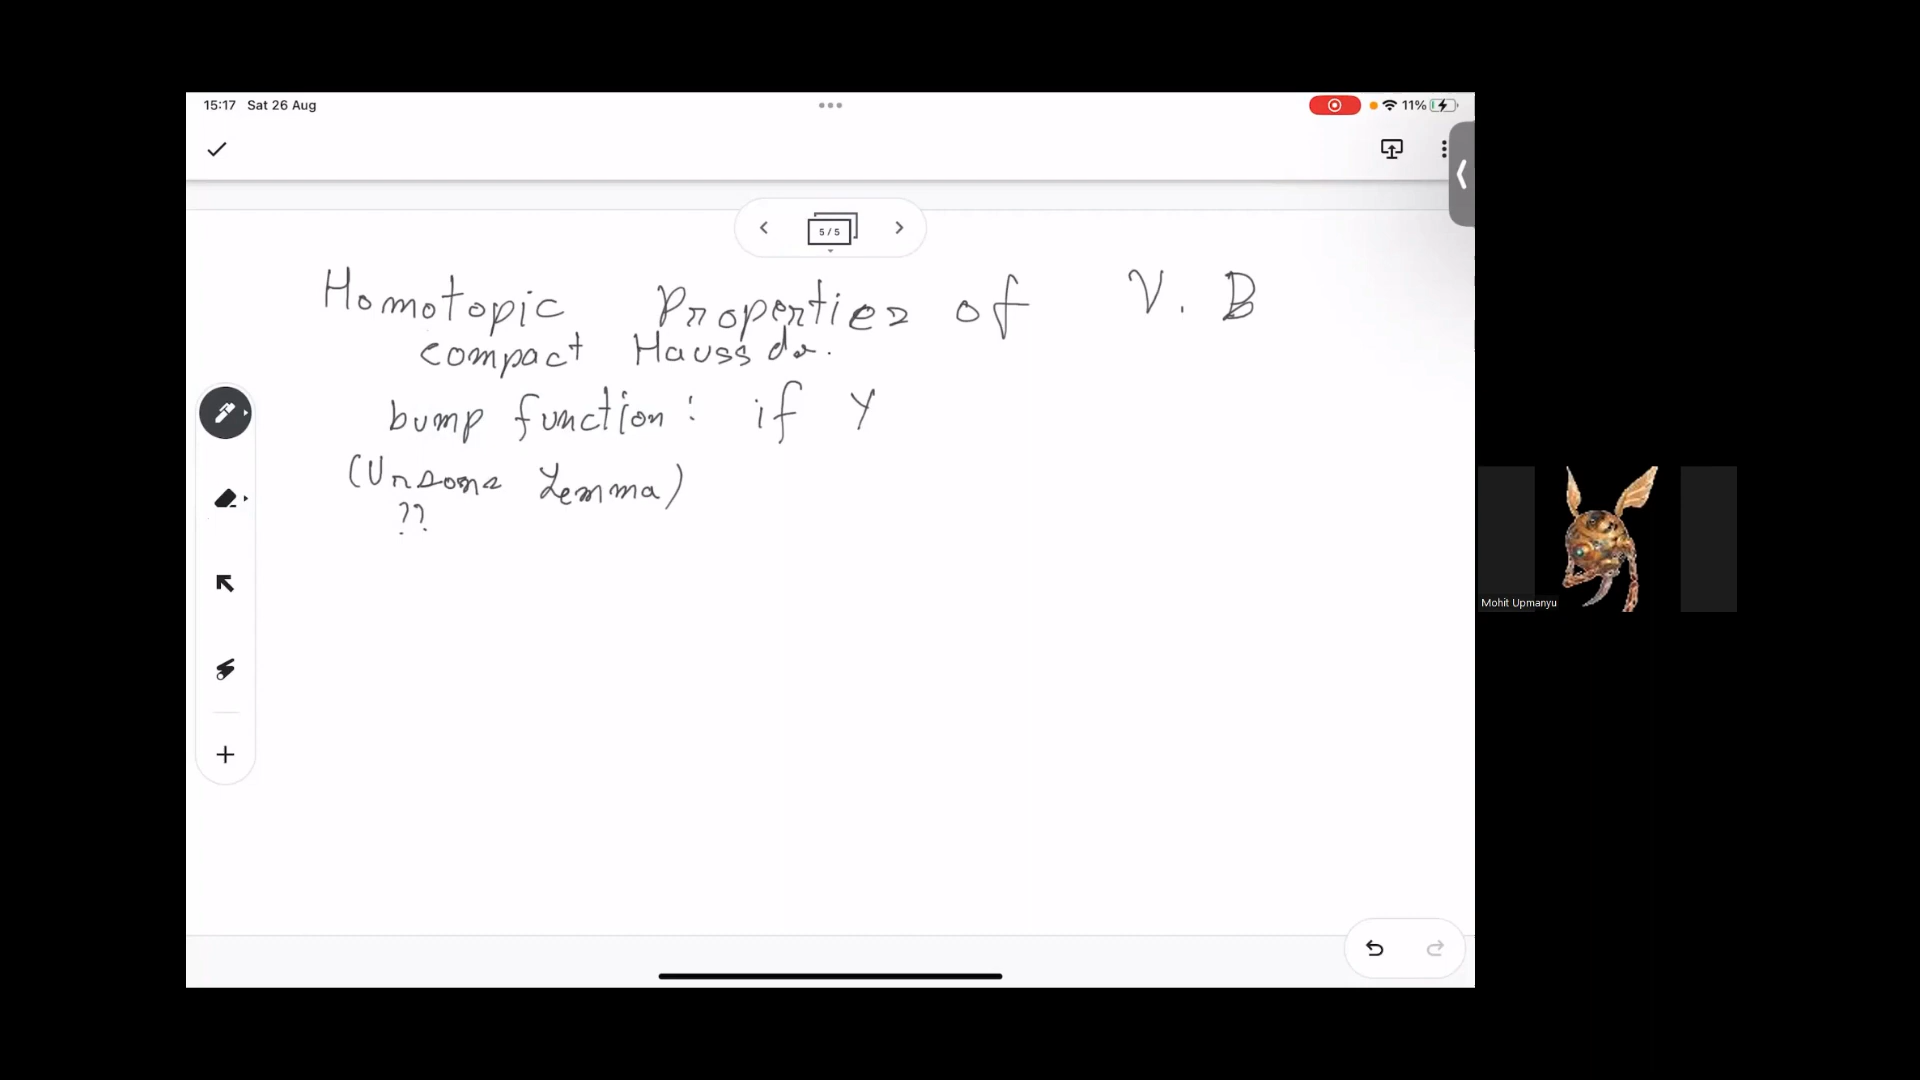 15:17 Sat 26 Aug
11%
5 / 5
Homotopic Properties of V. B
compact Haussdo.
bump function: if Y
(Ursons Lemma)
??
Mohit Upmanyu